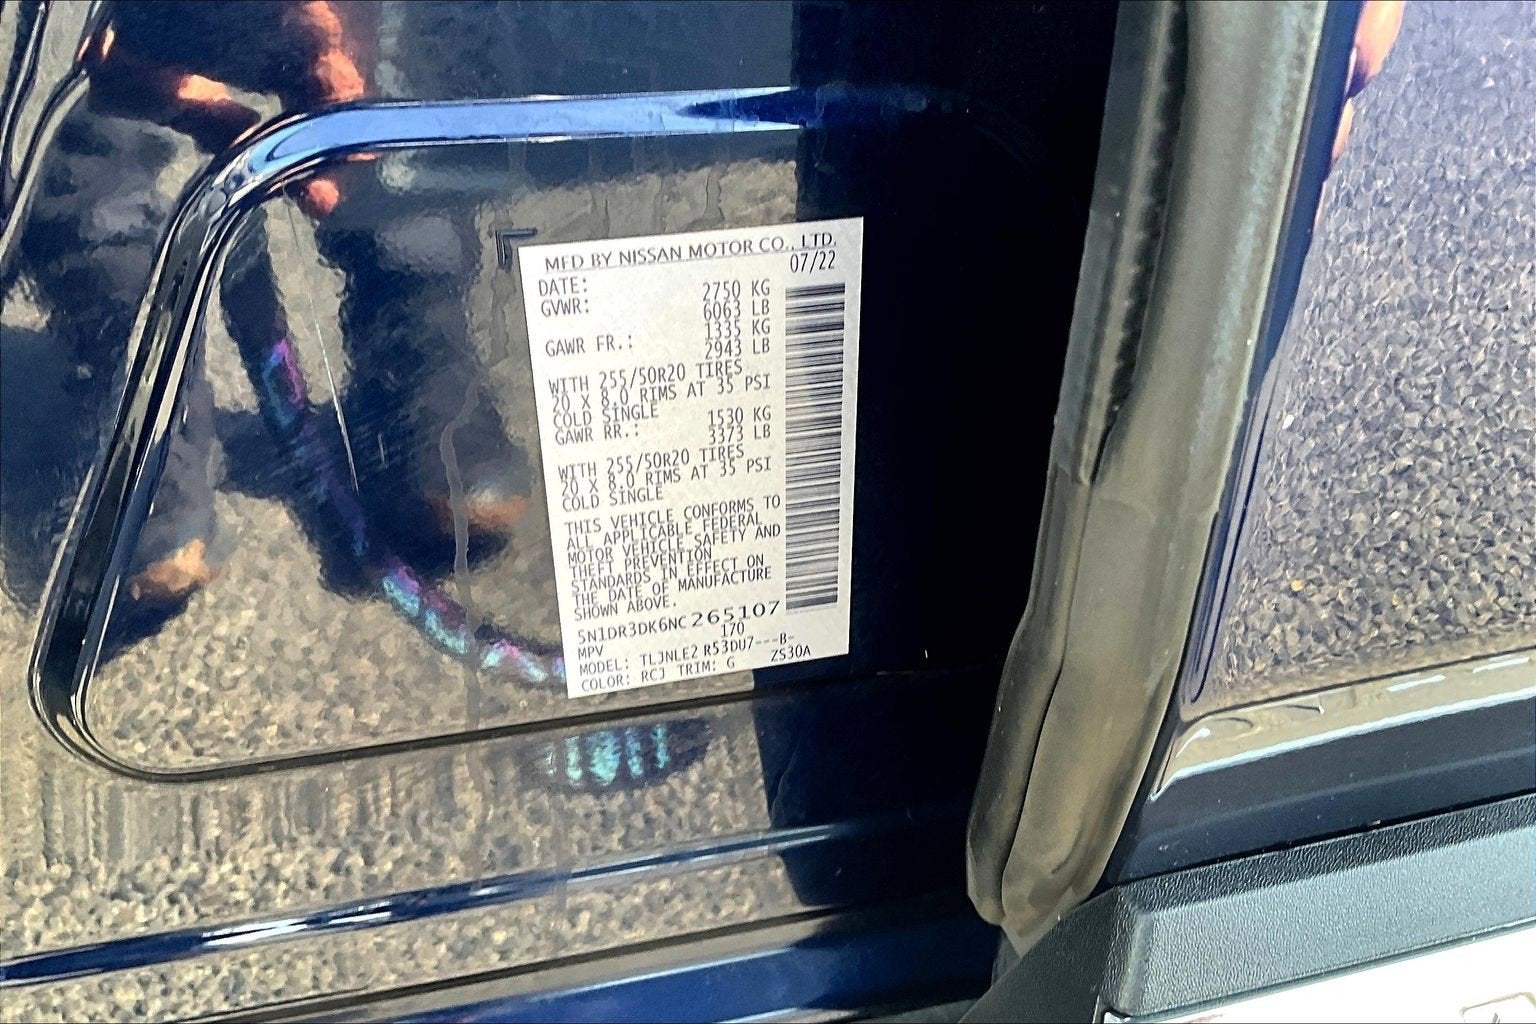 MFD BY NISSAN MOTOR CO., LTD.
DATE: 07/22
GVWR: 2750 KG
6063 LB
GAWR FR.: 1335 KG
2943 LB
WITH 255/50R20 TIRES
20 X 8.0 RIMS AT 35 PSI
COLD SINGLE
GAWR RR.: 1530 KG
3373 LB
WITH 255/50R20 TIRES
20 X 8.0 RIMS AT 35 PSI
COLD SINGLE
THIS VEHICLE CONFORMS TO
ALL APPLICABLE FEDERAL
MOTOR VEHICLE SAFETY AND
THEFT PREVENTION
STANDARDS IN EFFECT ON
THE DATE OF MANUFACTURE
SHOWN ABOVE.
5N1DR3DK6NC 265107
MPV 170
MODEL: TLJNLE2 R53DU7---B-
COLOR: RCJ TRIM: G ZS30A